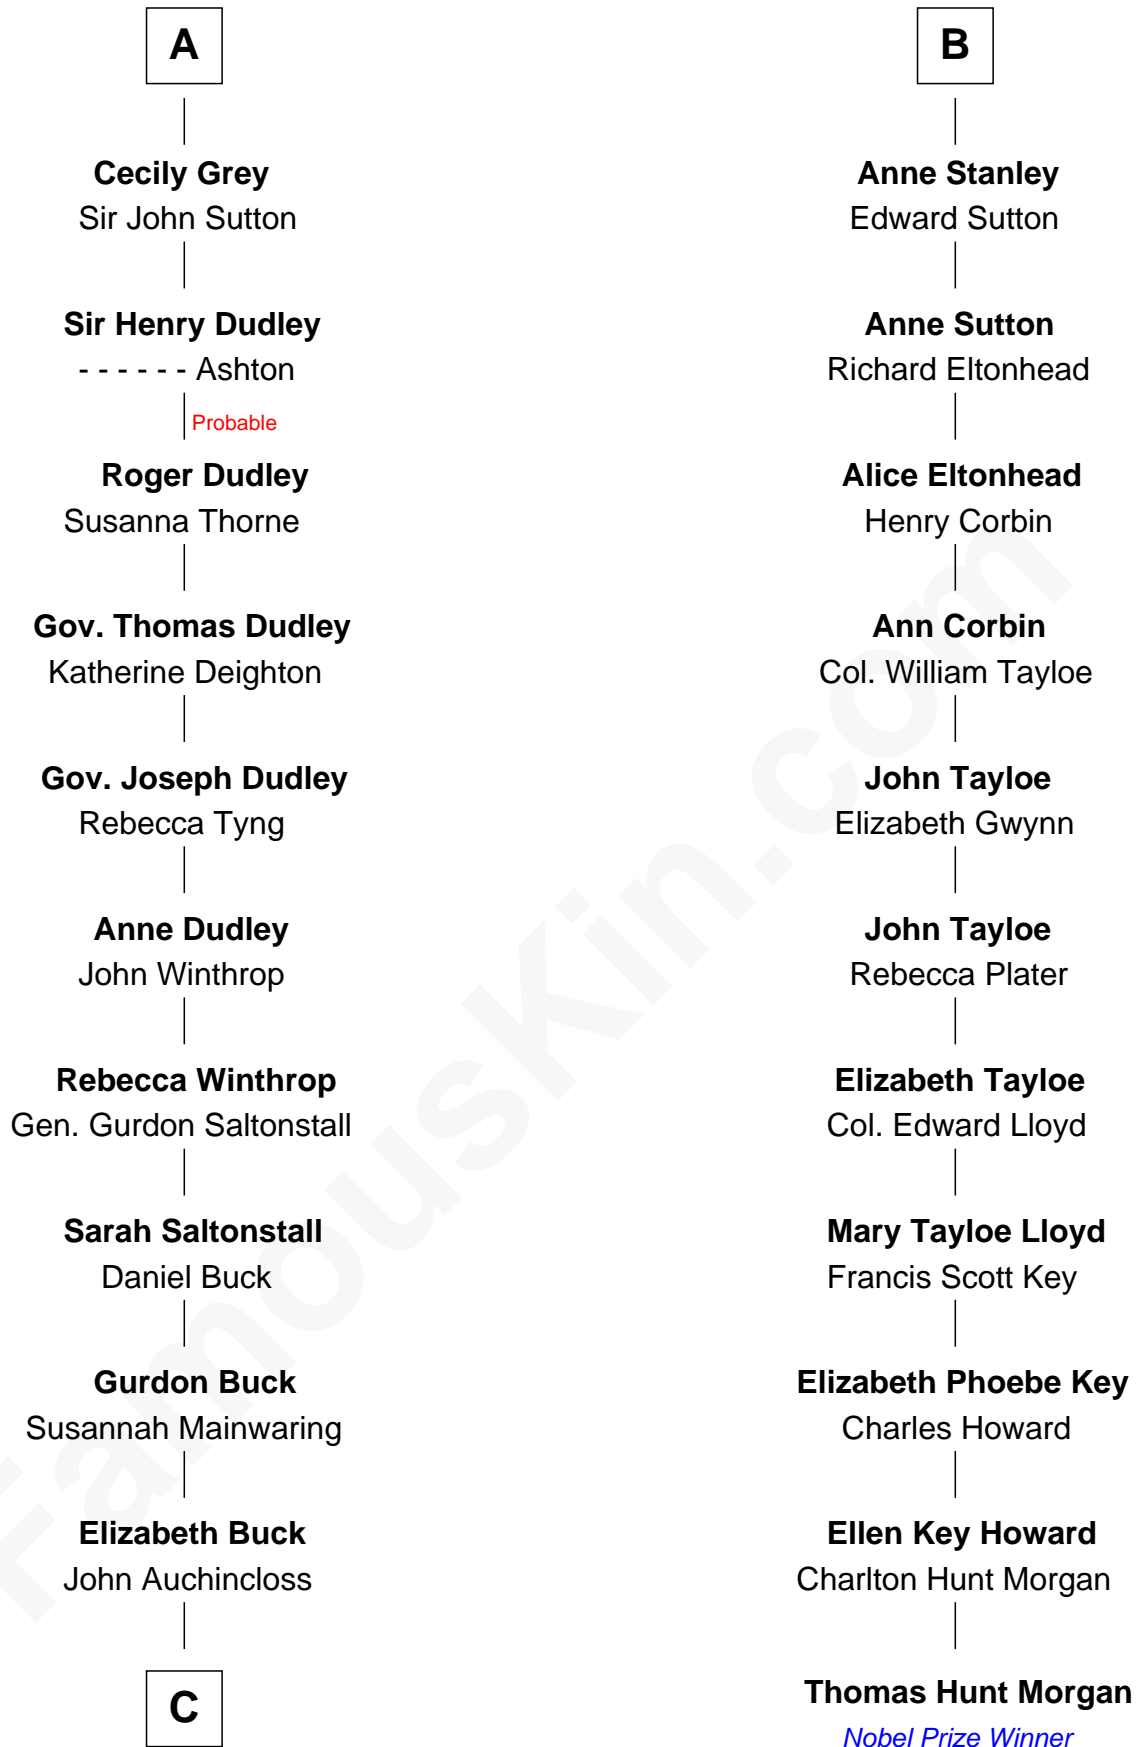 A
Cecily Grey
Sir John Sutton
Sir Henry Dudley
- - - - - - Ashton
Probable
Roger Dudley
Susanna Thorne
Gov. Thomas Dudley
Katherine Deighton
Gov. Joseph Dudley
Rebecca Tyng
Anne Dudley
John Winthrop
Rebecca Winthrop
Gen. Gurdon Saltonstall
Sarah Saltonstall
Daniel Buck
Gurdon Buck
Susannah Mainwaring
Elizabeth Buck
John Auchincloss
C
B
Anne Stanley
Edward Sutton
Anne Sutton
Richard Eltonhead
Alice Eltonhead
Henry Corbin
Ann Corbin
Col. William Tayloe
John Tayloe
Elizabeth Gwynn
John Tayloe
Rebecca Plater
Elizabeth Tayloe
Col. Edward Lloyd
Mary Tayloe Lloyd
Francis Scott Key
Elizabeth Phoebe Key
Charles Howard
Ellen Key Howard
Charlton Hunt Morgan
Thomas Hunt Morgan
Nobel Prize Winner
FamousKin.com